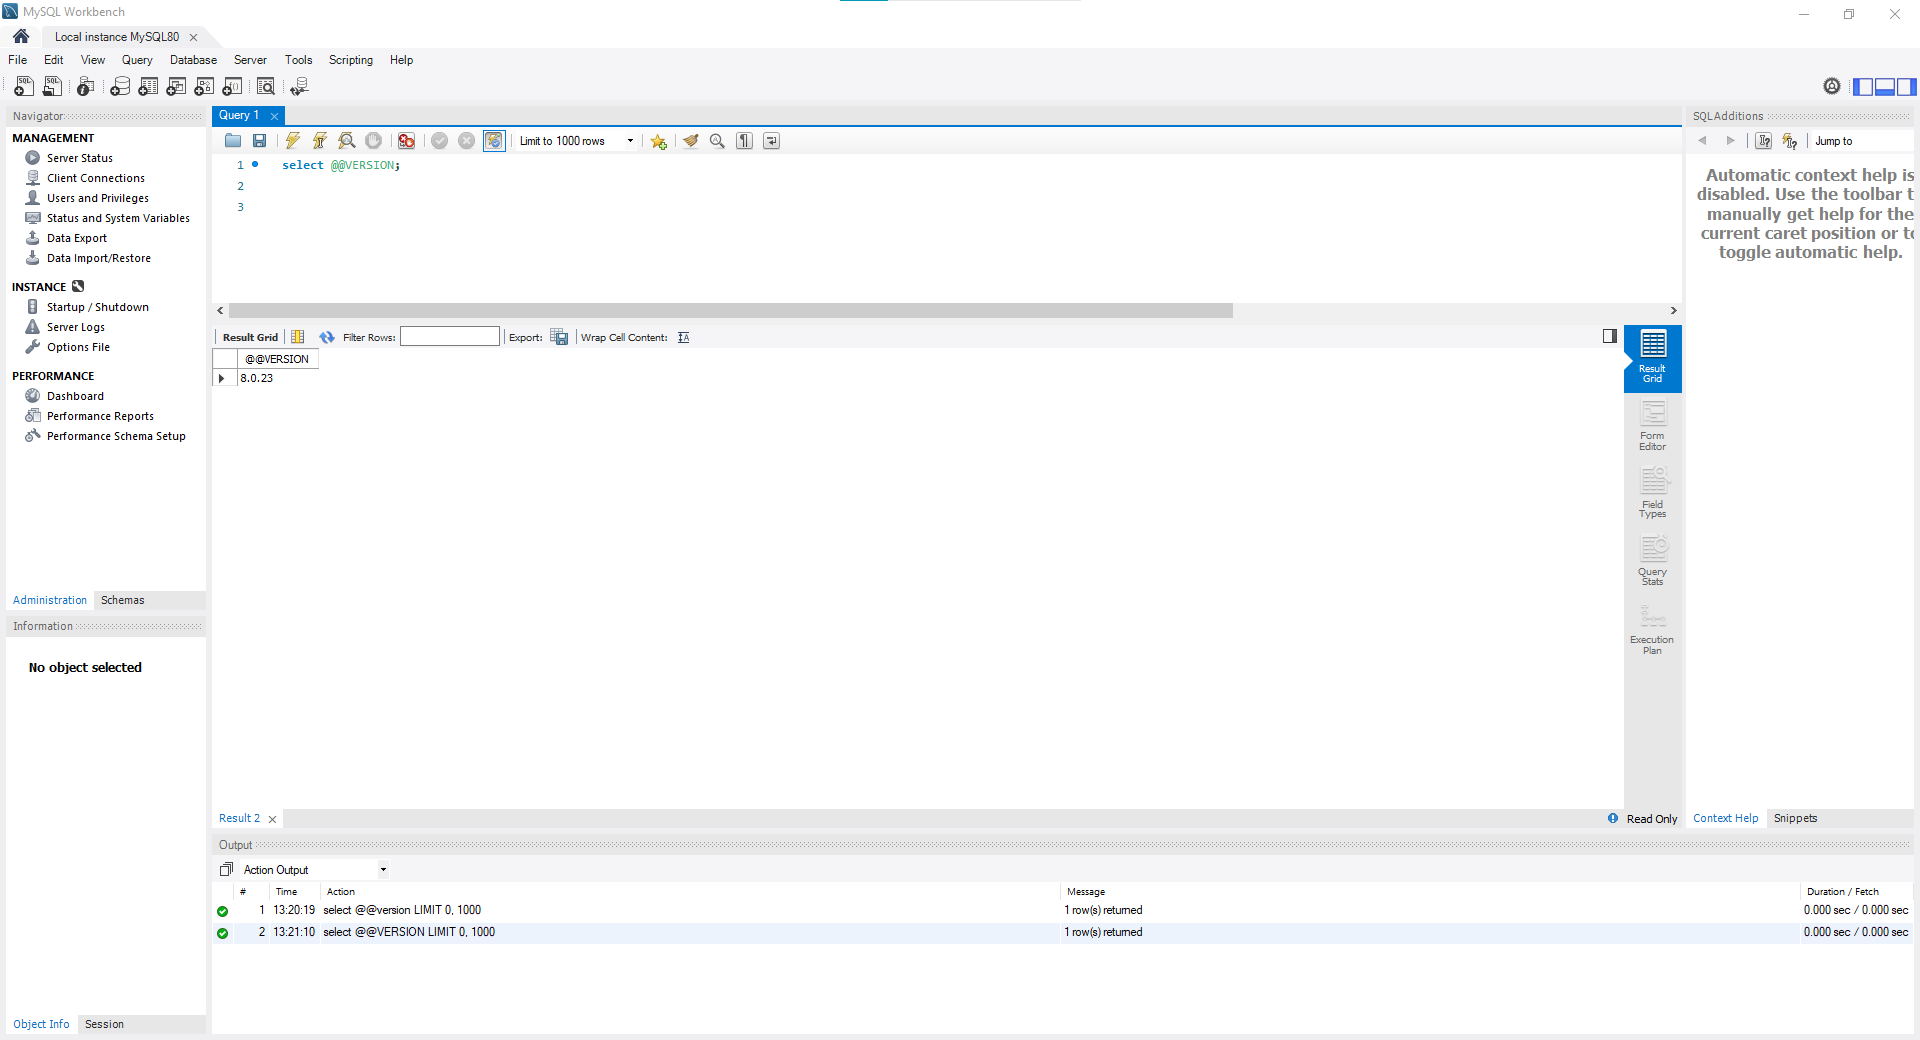 MySQL Workbench
Local instance MySQL80
File Edit View Query Database Server Tools Scripting Help
Navigator
MANAGEMENT
Server Status
Client Connections
Users and Privileges
Status and System Variables
Data Export
Data Import/Restore
INSTANCE
Startup / Shutdown
Server Logs
Options File
PERFORMANCE
Dashboard
Performance Reports
Performance Schema Setup
Administration Schemas
Information
No object selected
Object Info Session
Query 1
Limit to 1000 rows
1 select @@VERSION;
2
3
Result Grid Filter Rows: Export: Wrap Cell Content:
@@VERSION
8.0.23
Result
Grid
Form
Editor
Field
Types
Query
Stats
Execution
Plan
Result 2
Read Only
SQLAdditions
Jump to
Automatic context help is
disabled. Use the toolbar t
manually get help for the
current caret position or to
toggle automatic help.
Context Help Snippets
Output
Action Output
# Time Action Message Duration / Fetch
1 13:20:19 select @@version LIMIT 0, 1000 1 row(s) returned 0.000 sec / 0.000 sec
2 13:21:10 select @@VERSION LIMIT 0, 1000 1 row(s) returned 0.000 sec / 0.000 sec